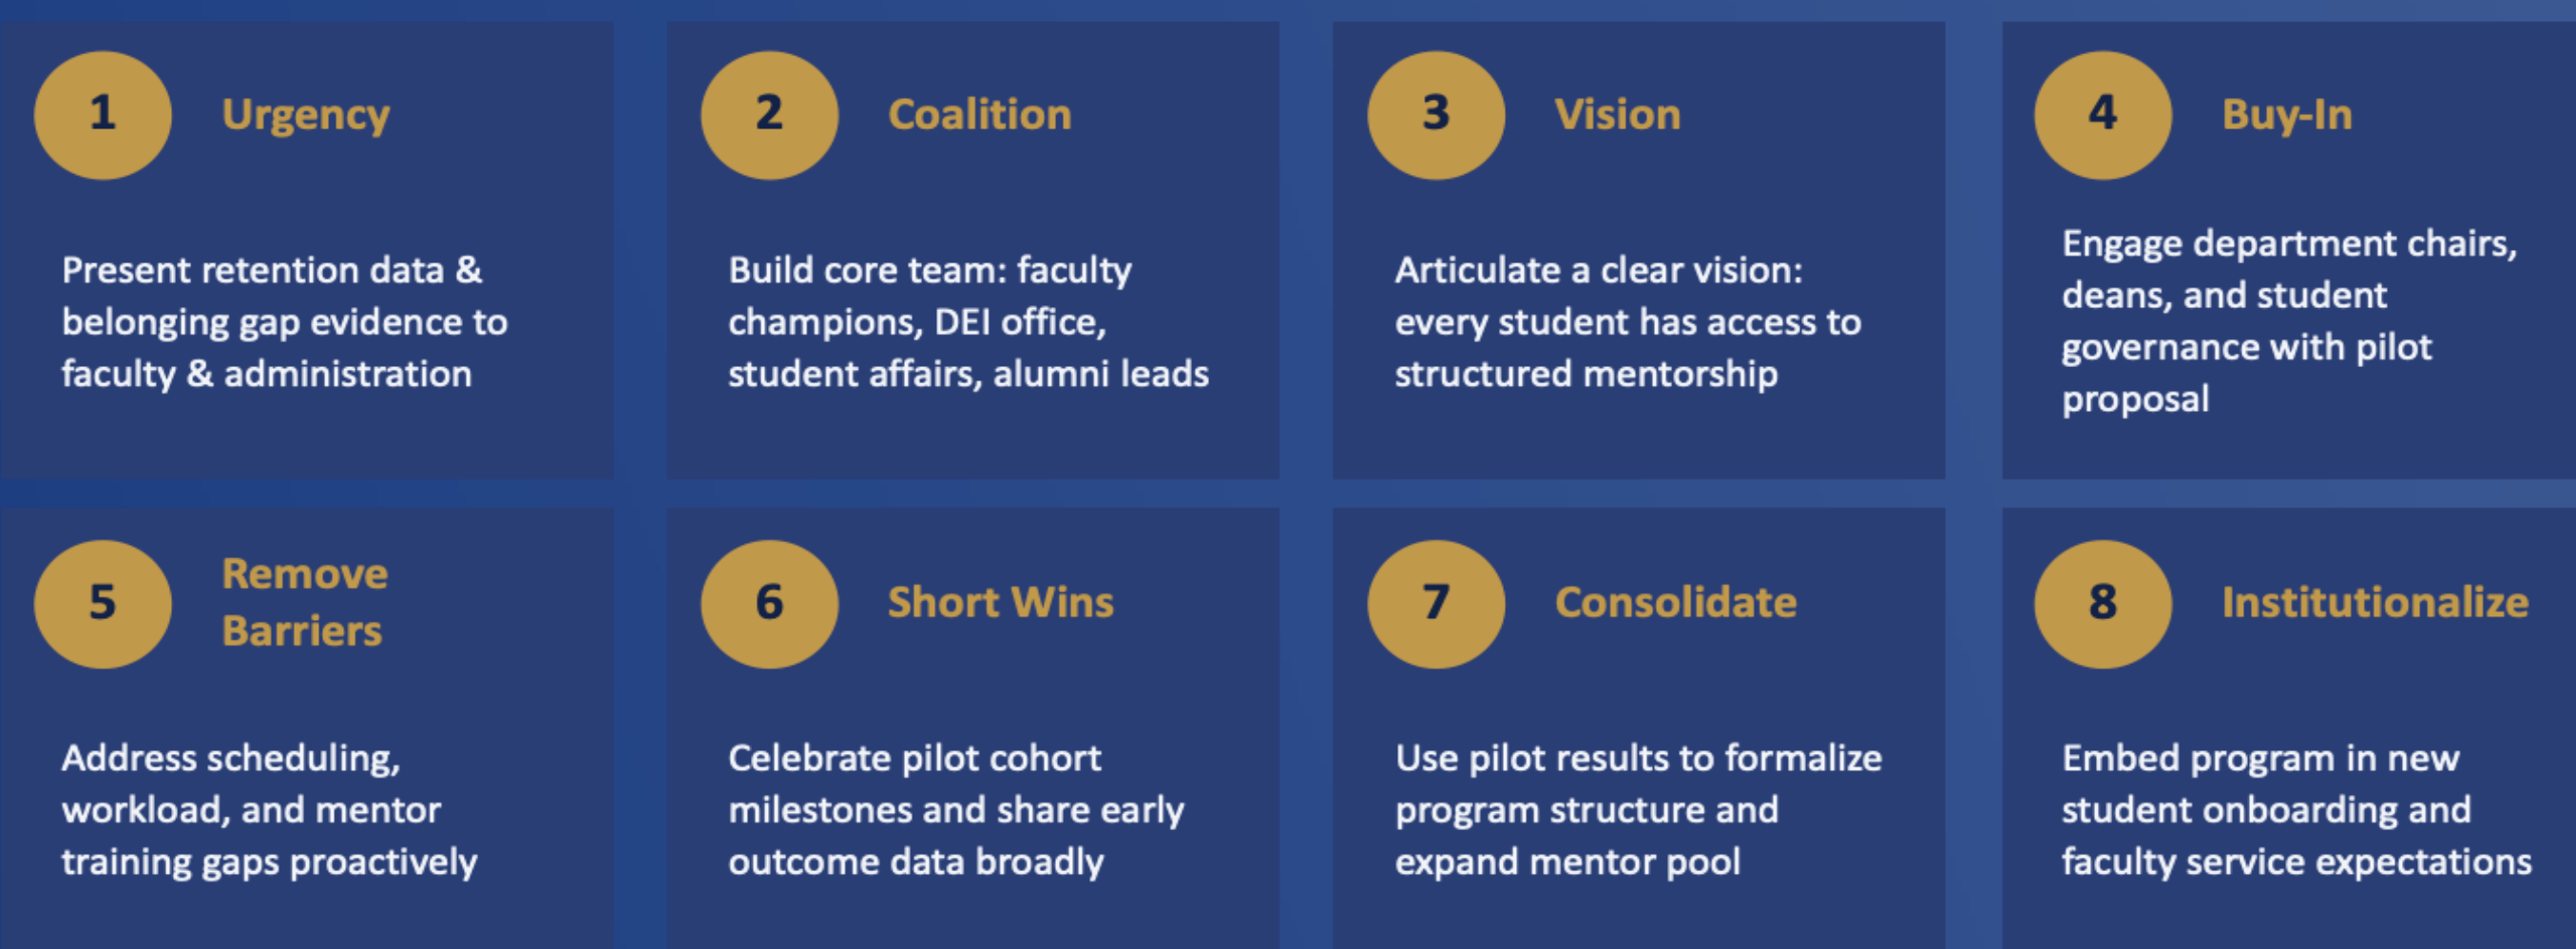 1
Urgency
Present retention data &
belonging gap evidence to
faculty & administration
2
Coalition
Build core team: faculty
champions, DEI office,
student affairs, alumni leads
3
Vision
Articulate a clear vision:
every student has access to
structured mentorship
4
Buy-In
Engage department chairs,
deans, and student
governance with pilot
proposal
5
Remove
Barriers
Address scheduling,
workload, and mentor
training gaps proactively
6
Short Wins
Celebrate pilot cohort
milestones and share early
outcome data broadly
7
Consolidate
Use pilot results to formalize
program structure and
expand mentor pool
8
Institutionalize
Embed program in new
student onboarding and
faculty service expectations